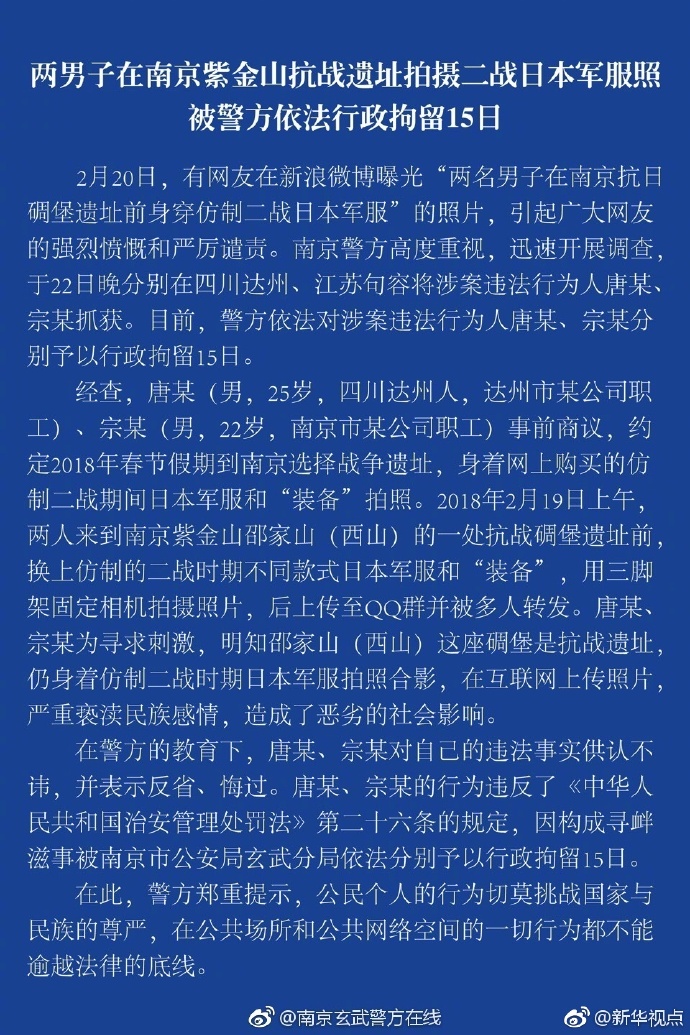 两男子在南京紫金山抗战遗址拍摄二战日本军服照
被警方依法行政拘留15日
2月20日，有网友在新浪微博曝光“两名男子在南京抗日
碉堡遗址前身穿仿制二战日本军服”的照片，引起广大网友
的强烈愤慨和严厉谴责。南京警方高度重视，迅速开展调查，
于22日晚分别在四川达州、江苏句容将涉案违法行为人唐某、
宗某抓获。目前，警方依法对涉案违法行为人唐某、宗某分
别予以行政拘留15日。
经查，唐某（男，25岁，四川达州人，达州市某公司职
工）、宗某（男，22岁，南京市某公司职工）事前商议，约
定2018年春节假期到南京选择战争遗址，身着网上购买的仿
制二战期间日本军服和“装备”拍照。2018年2月19日上午，
两人来到南京紫金山邵家山（西山）的一处抗战碉堡遗址前，
换上仿制的二战时期不同款式日本军服和“装备”，用三脚
架固定相机拍摄照片，后上传至QQ群并被多人转发。唐某、
宗某为寻求刺激，明知邵家山（西山）这座碉堡是抗战遗址，
仍身着仿制二战时期日本军服拍照合影，在互联网上传照片，
严重亵渎民族感情，造成了恶劣的社会影响。
在警方的教育下，唐某、宗某对自己的违法事实供认不
讳，并表示反省、悔过。唐某、宗某的行为违反了《中华人
民共和国治安管理处罚法》第二十六条的规定，因构成寻衅
滋事被南京市公安局玄武分局依法分别予以行政拘留15日。
在此，警方郑重提示，公民个人的行为切莫挑战国家与
民族的尊严，在公共场所和公共网络空间的一切行为都不能
逾越法律的底线。
@南京玄武警方在线
@新华视点